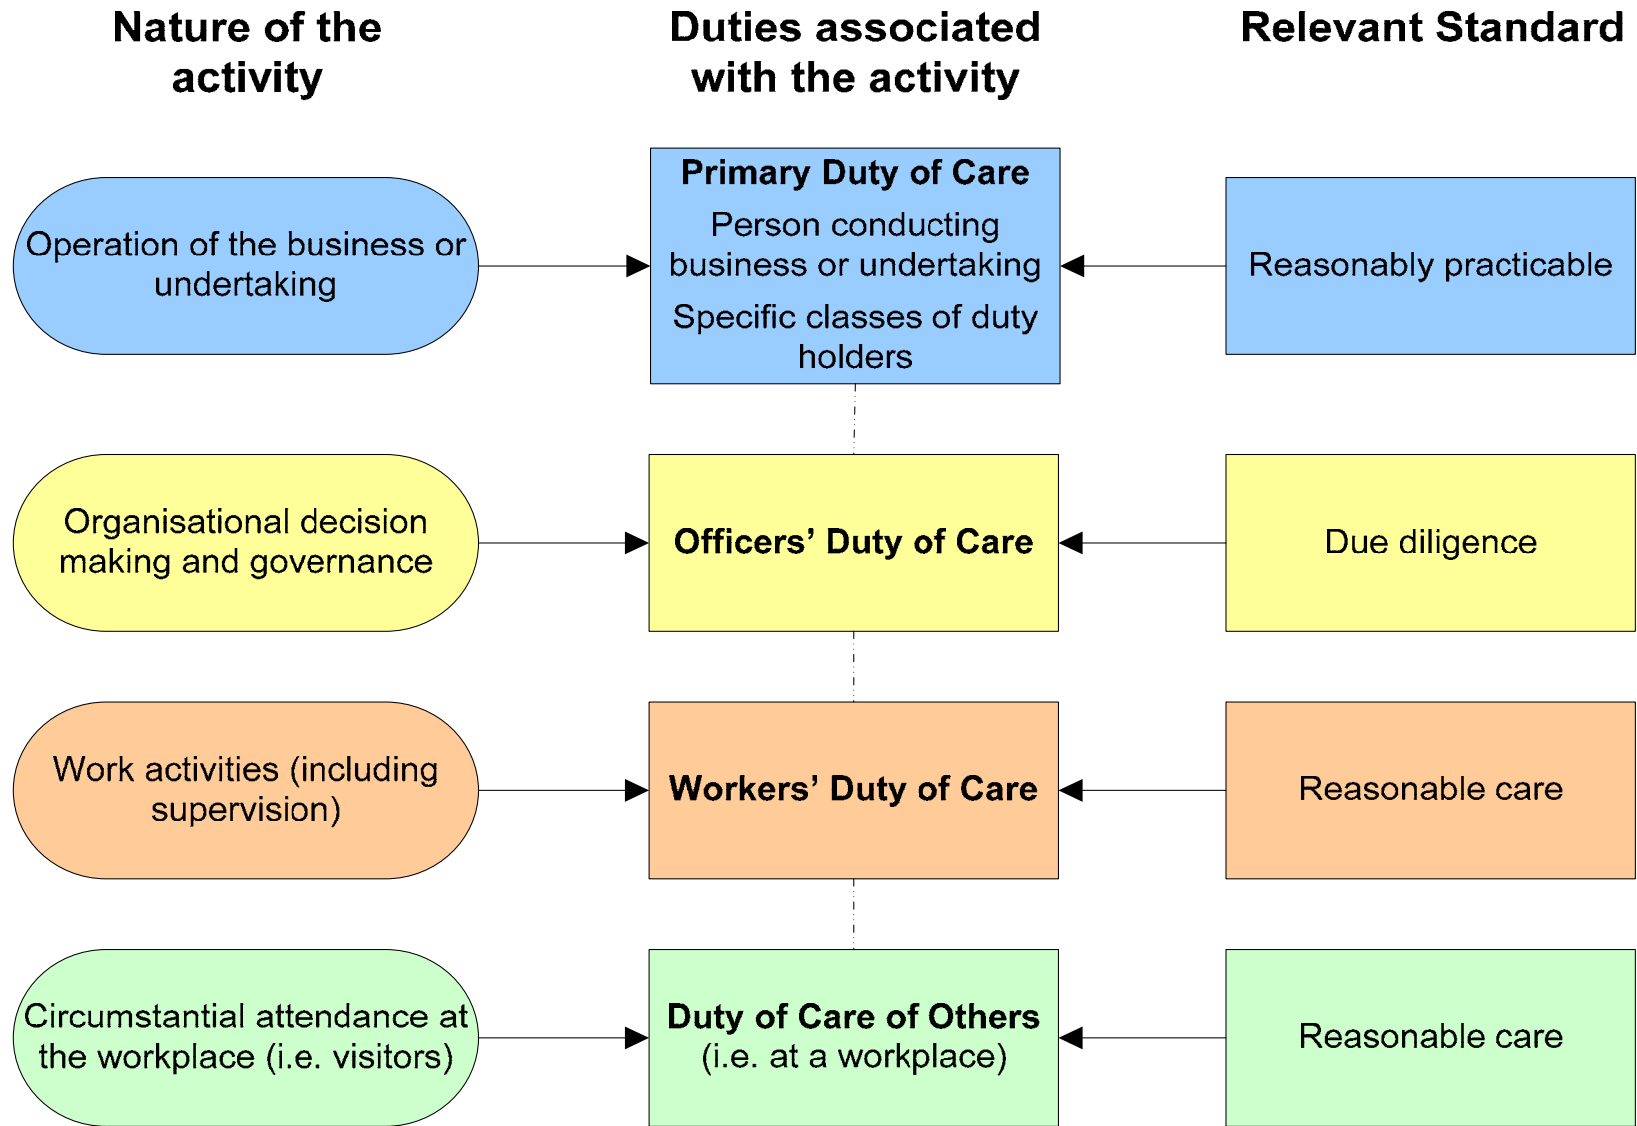 Nature of the
activity
Duties associated
with the activity
Relevant Standard
Operation of the business or
undertaking
Primary Duty of Care
Person conducting
business or undertaking
Specific classes of duty
holders
Reasonably practicable
Organisational decision
making and governance
Officers’ Duty of Care
Due diligence
Work activities (including
supervision)
Workers’ Duty of Care
Reasonable care
Circumstantial attendance at
the workplace (i.e. visitors)
Duty of Care of Others
(i.e. at a workplace)
Reasonable care